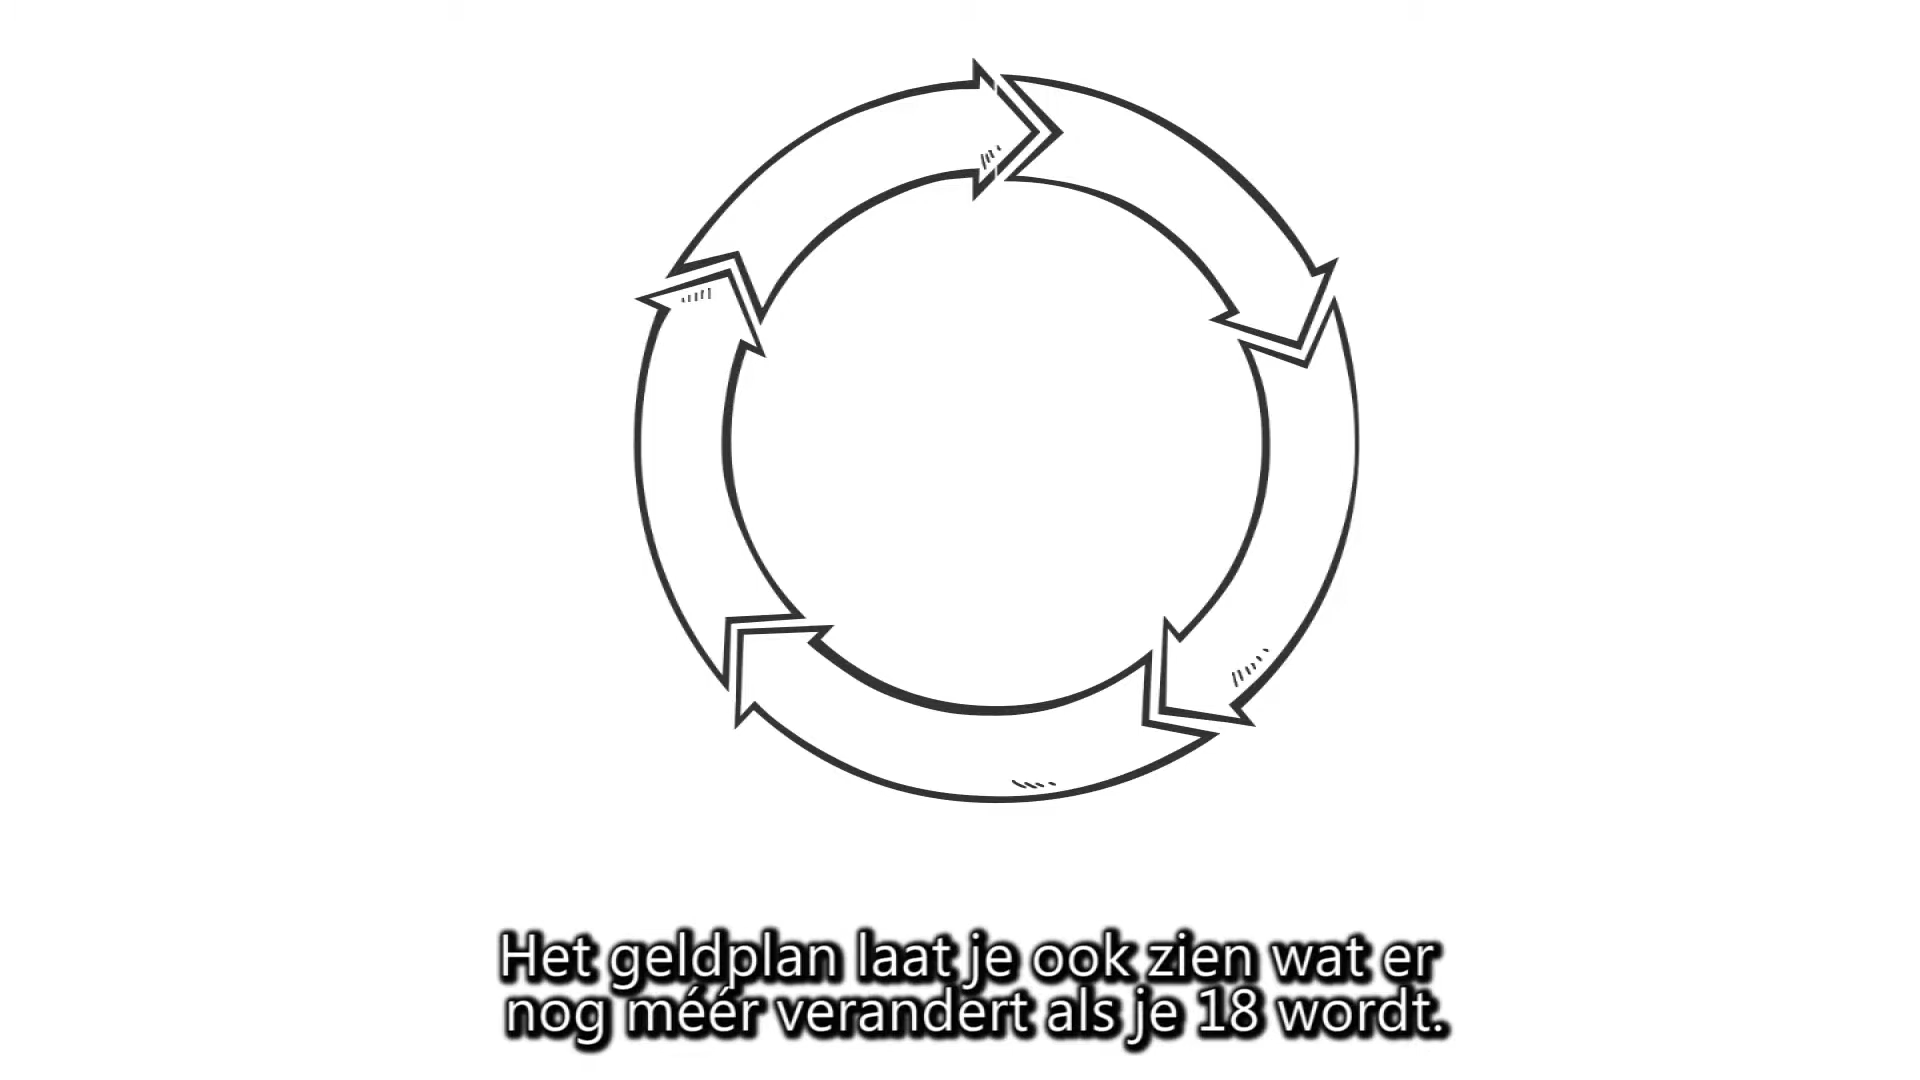 Het geldplan laat je ook zien wat er
nog méér verandert als je 18 wordt.